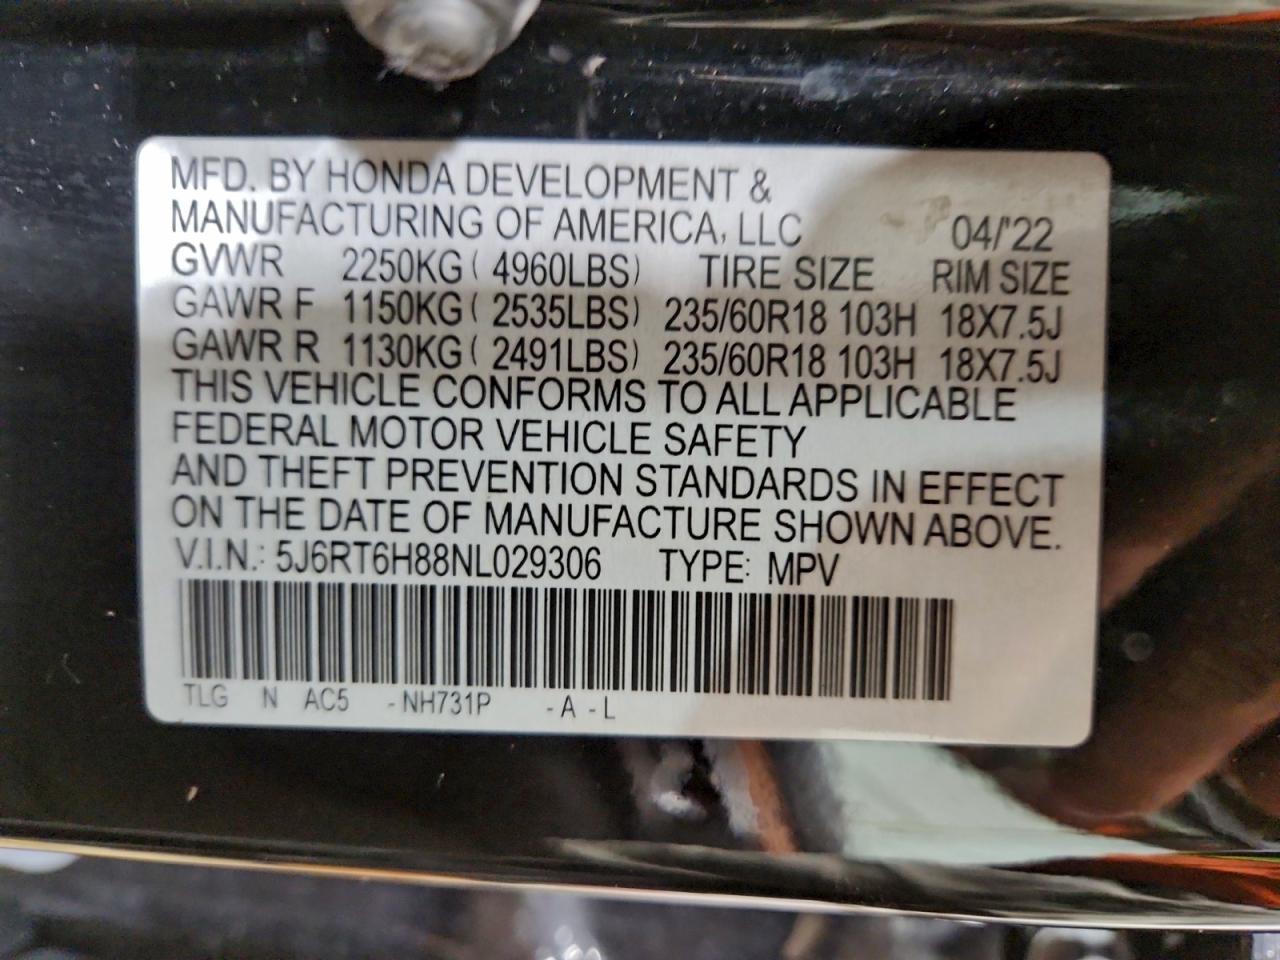 MFD. BY HONDA DEVELOPMENT &
MANUFACTURING OF AMERICA, LLC 04/'22
GVWR 2250KG ( 4960LBS) TIRE SIZE RIM SIZE
GAWR F 1150KG ( 2535LBS) 235/60R18 103H 18X7.5J
GAWR R 1130KG ( 2491LBS) 235/60R18 103H 18X7.5J
THIS VEHICLE CONFORMS TO ALL APPLICABLE
FEDERAL MOTOR VEHICLE SAFETY
AND THEFT PREVENTION STANDARDS IN EFFECT
ON THE DATE OF MANUFACTURE SHOWN ABOVE.
V.I.N.: 5J6RT6H88NL029306 TYPE: MPV
TLG N AC5 - NH731P - A - L